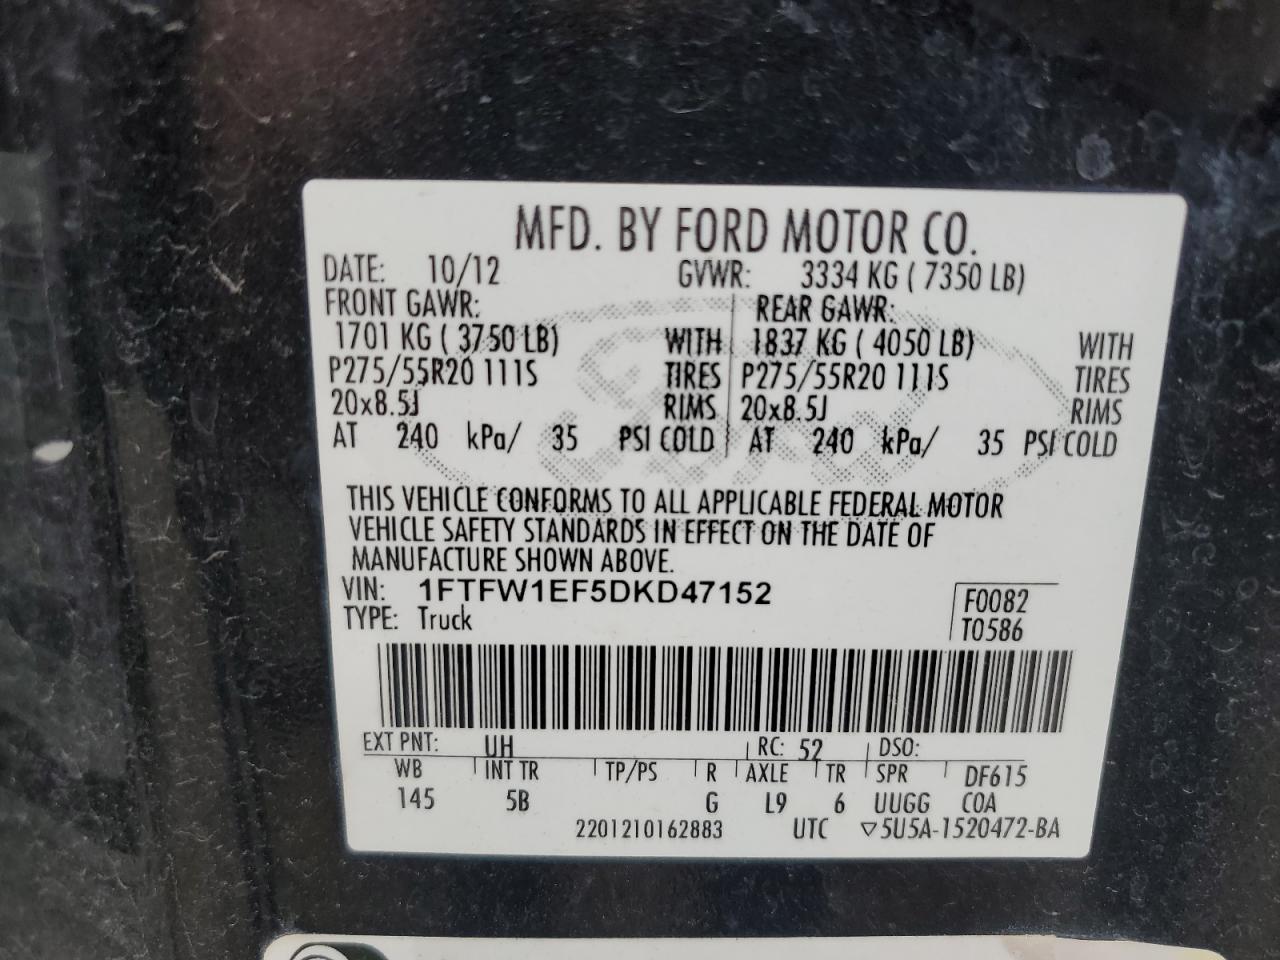 MFD. BY FORD MOTOR CO.
DATE: 10/12 GVWR: 3334 KG ( 7350 LB)
FRONT GAWR: REAR GAWR:
1701 KG ( 3750 LB) WITH 1837 KG ( 4050 LB) WITH
P275/55R20 111S TIRES P275/55R20 111S TIRES
20x8.5J RIMS 20x8.5J RIMS
AT 240 kPa/ 35 PSI COLD AT 240 kPa/ 35 PSI COLD
THIS VEHICLE CONFORMS TO ALL APPLICABLE FEDERAL MOTOR
VEHICLE SAFETY STANDARDS IN EFFECT ON THE DATE OF
MANUFACTURE SHOWN ABOVE.
VIN: 1FTFW1EF5DKD47152
TYPE: Truck
F0082
T0586
EXT PNT: UH RC: 52 DSO:
WB INT TR TP/PS R AXLE TR SPR DF615
145 5B G L9 6 UUGG COA
2201210162883 UTC ▽5U5A-1520472-BA